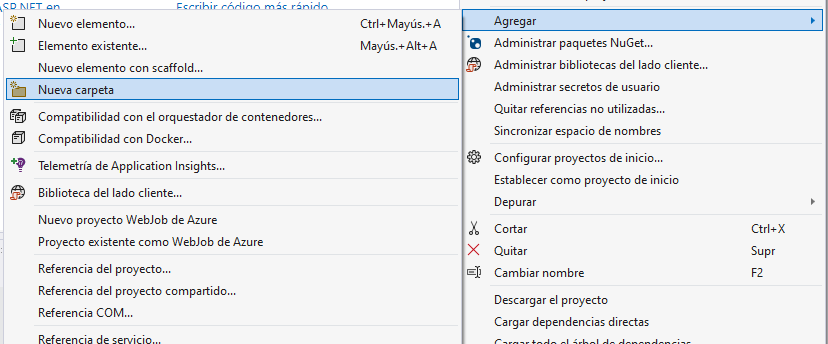 ASP.NET en
Escribir código más rápido
Nuevo elemento... Ctrl+Mayús.+A
Elemento existente... Mayús.+Alt+A
Nuevo elemento con scaffold...
Nueva carpeta
Compatibilidad con el orquestador de contenedores...
Compatibilidad con Docker...
Telemetría de Application Insights...
Biblioteca del lado cliente...
Nuevo proyecto WebJob de Azure
Proyecto existente como WebJob de Azure
Referencia del proyecto...
Referencia del proyecto compartido...
Referencia COM...
Referencia de servicio...
Agregar
Administrar paquetes NuGet...
Administrar bibliotecas del lado cliente...
Administrar secretos de usuario
Quitar referencias no utilizadas...
Sincronizar espacio de nombres
Configurar proyectos de inicio...
Establecer como proyecto de inicio
Depurar
Cortar Ctrl+X
Quitar Supr
Cambiar nombre F2
Descargar el proyecto
Cargar dependencias directas
Cargar todo el árbol de dependencias